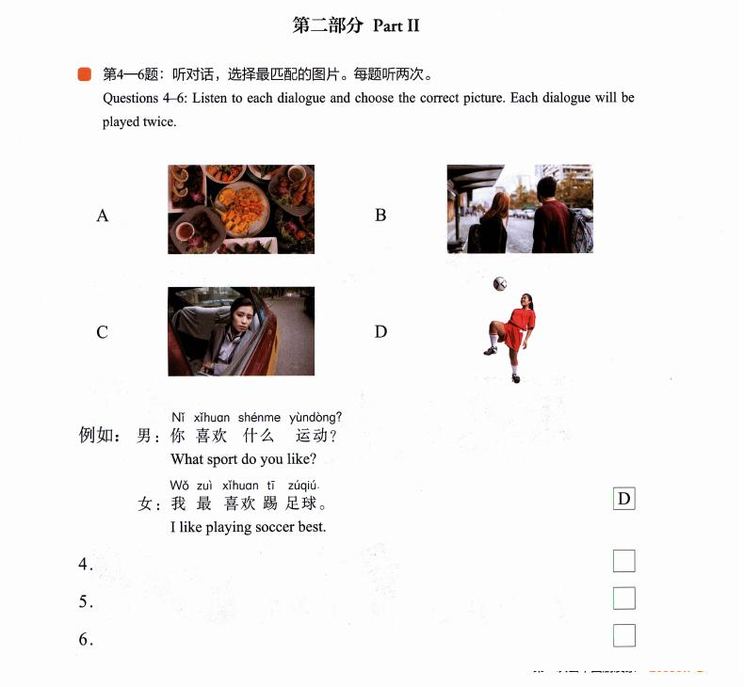 第二部分 Part II
第4—6题：听对话，选择最匹配的图片。每题听两次。
Questions 4–6: Listen to each dialogue and choose the correct picture. Each dialogue will be
played twice.
A
B
C
D
Nǐ xǐhuan shénme yùndòng?
例如：男：你 喜欢 什么 运动？
What sport do you like?
Wǒ zuì xǐhuan tī zúqiú.
女：我 最 喜欢 踢 足球。
D
I like playing soccer best.
4.
5.
6.